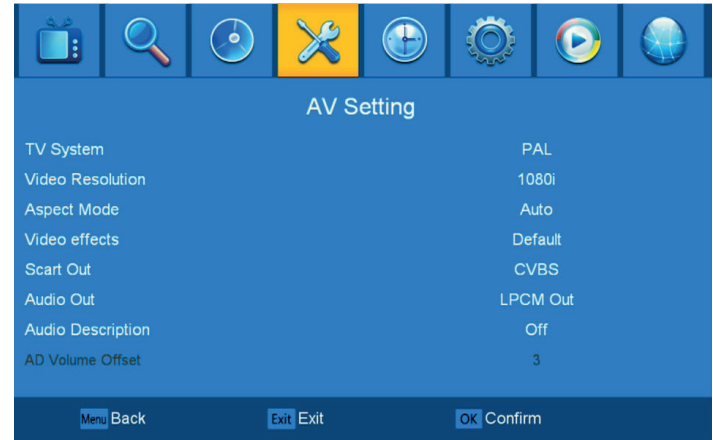 AV Setting
TV System PAL
Video Resolution 1080i
Aspect Mode Auto
Video effects Default
Scart Out CVBS
Audio Out LPCM Out
Audio Description Off
AD Volume Offset 3
Menu Back Exit Exit OK Confirm